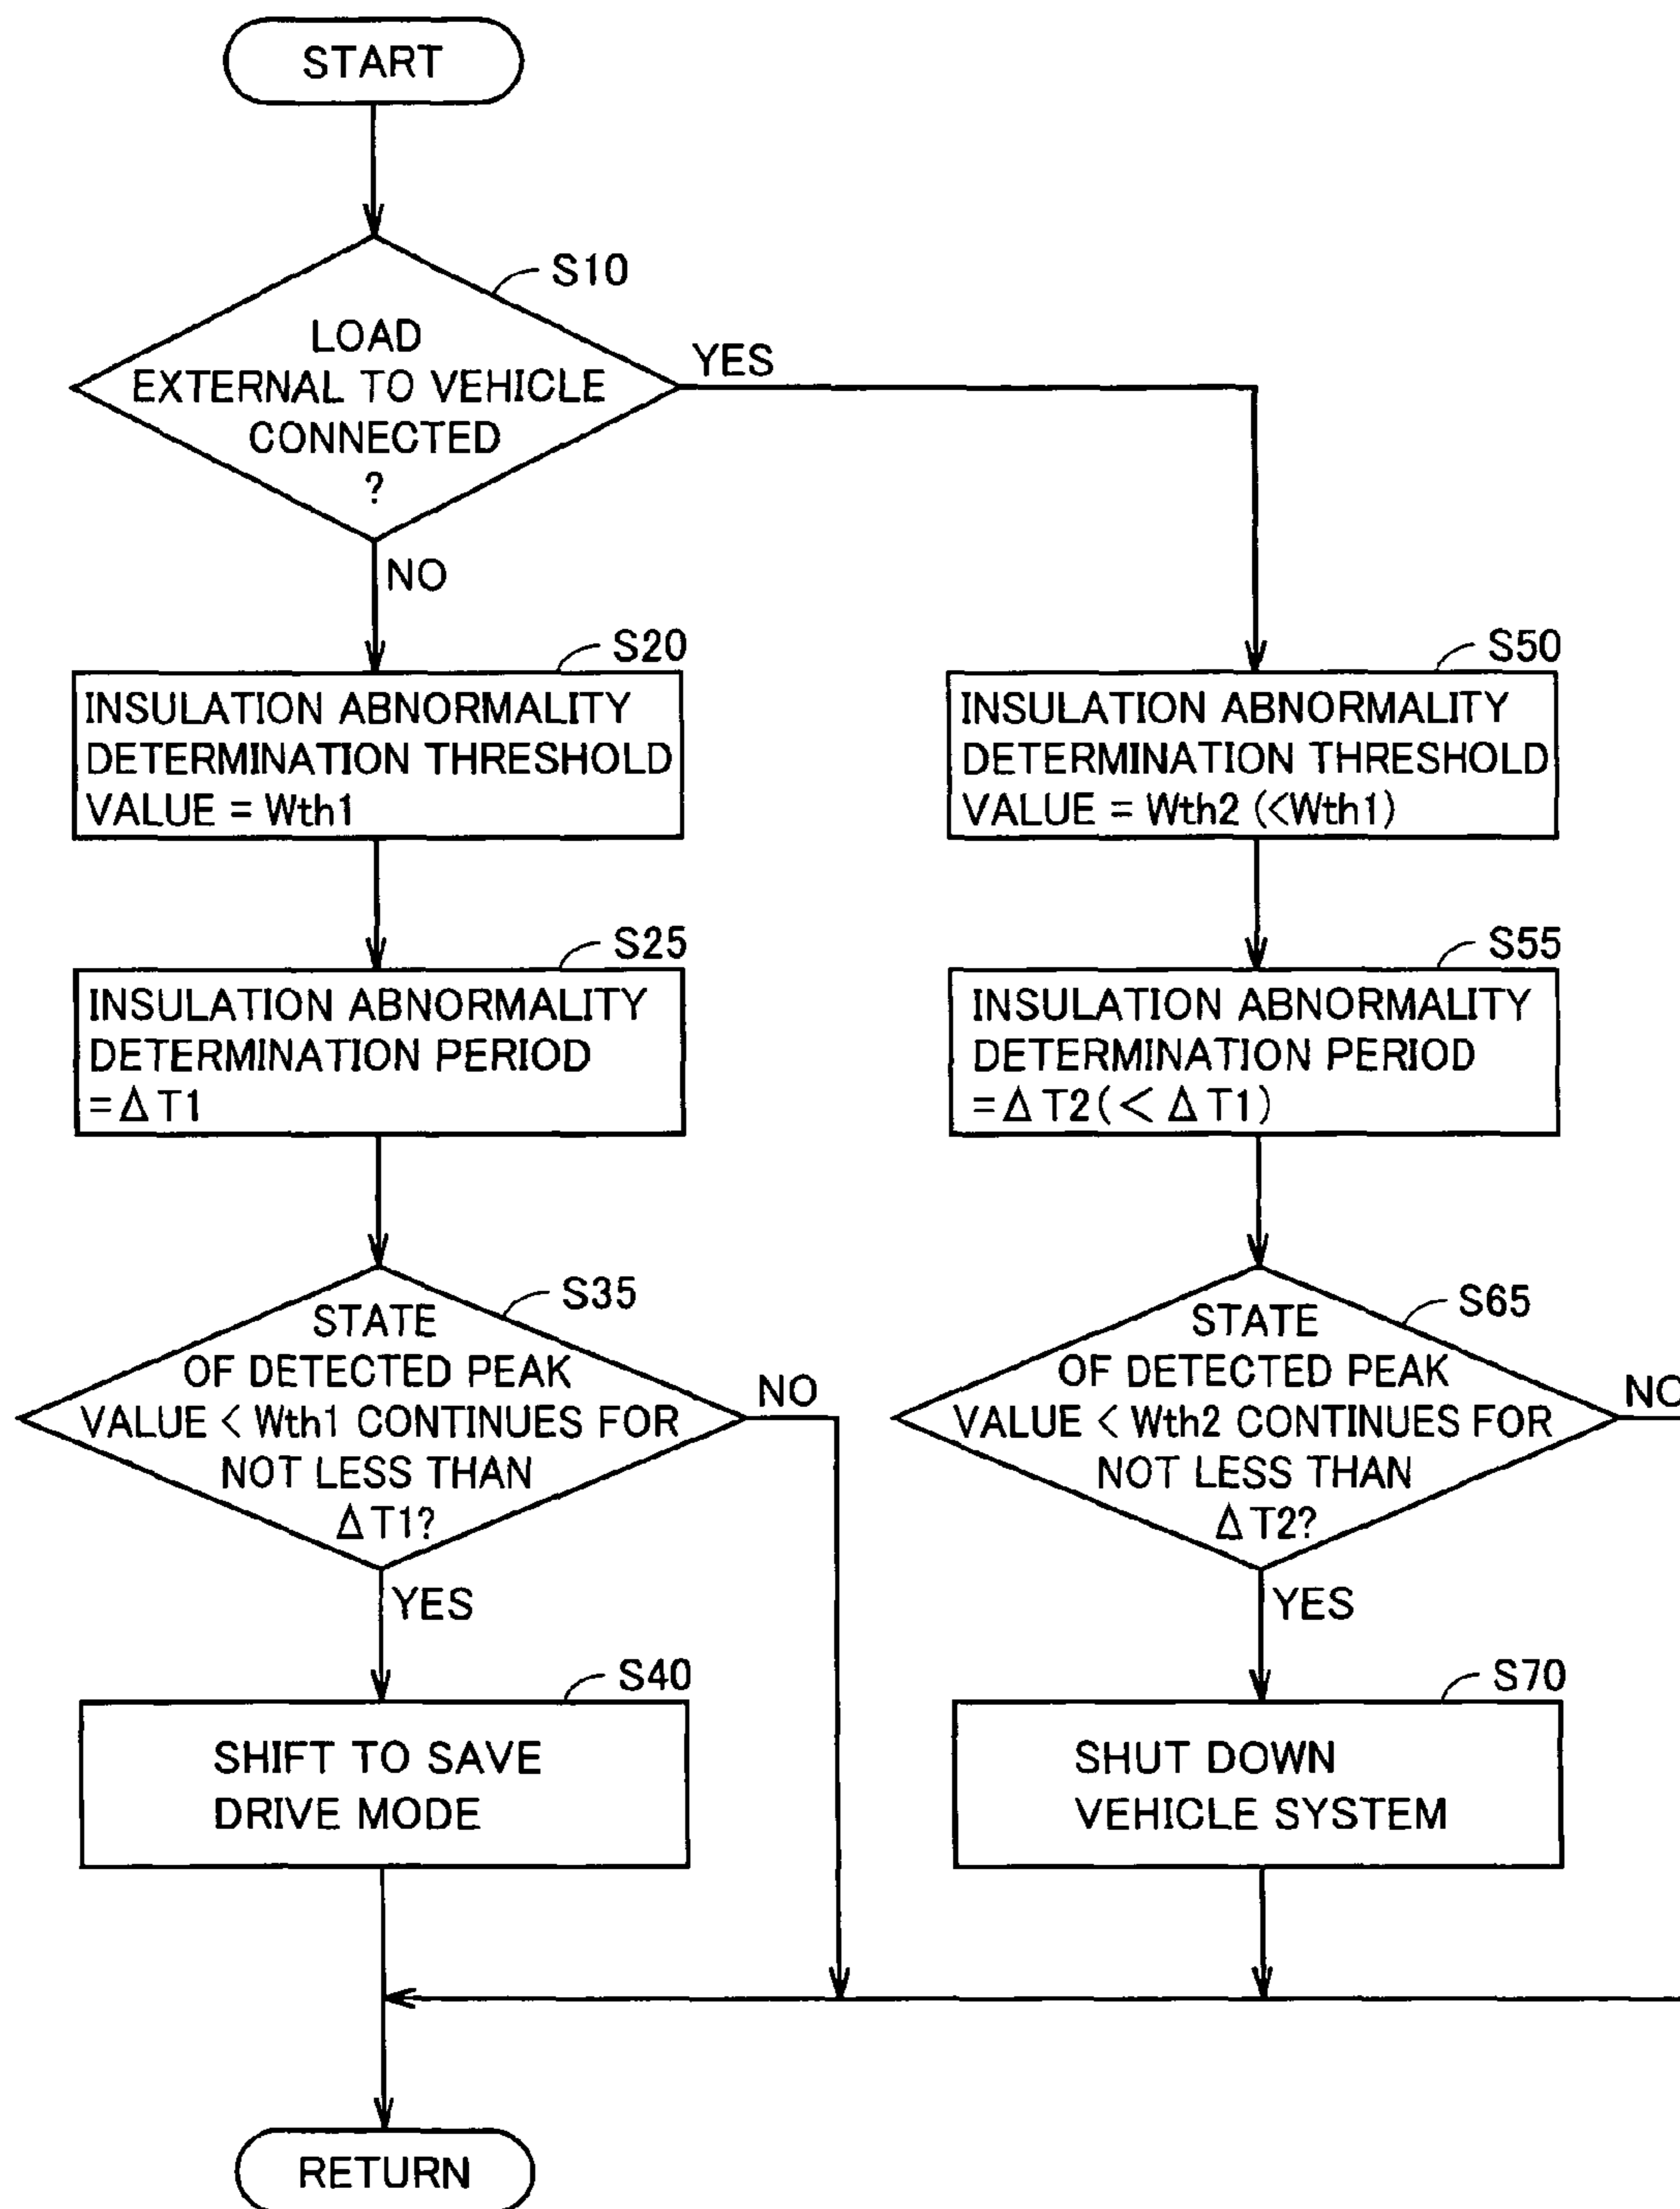 START
S10
LOAD
EXTERNAL TO VEHICLE
CONNECTED
?
YES
NO
S20
INSULATION ABNORMALITY
DETERMINATION THRESHOLD
VALUE = Wth1
S50
INSULATION ABNORMALITY
DETERMINATION THRESHOLD
VALUE = Wth2 (<Wth1)
S25
INSULATION ABNORMALITY
DETERMINATION PERIOD
=ΔT1
S55
INSULATION ABNORMALITY
DETERMINATION PERIOD
=ΔT2(< ΔT1)
S35
STATE
OF DETECTED PEAK
VALUE < Wth1 CONTINUES FOR
NOT LESS THAN
ΔT1?
NO
YES
S65
STATE
OF DETECTED PEAK
VALUE < Wth2 CONTINUES FOR
NOT LESS THAN
ΔT2?
NO
YES
S40
SHIFT TO SAVE
DRIVE MODE
S70
SHUT DOWN
VEHICLE SYSTEM
RETURN